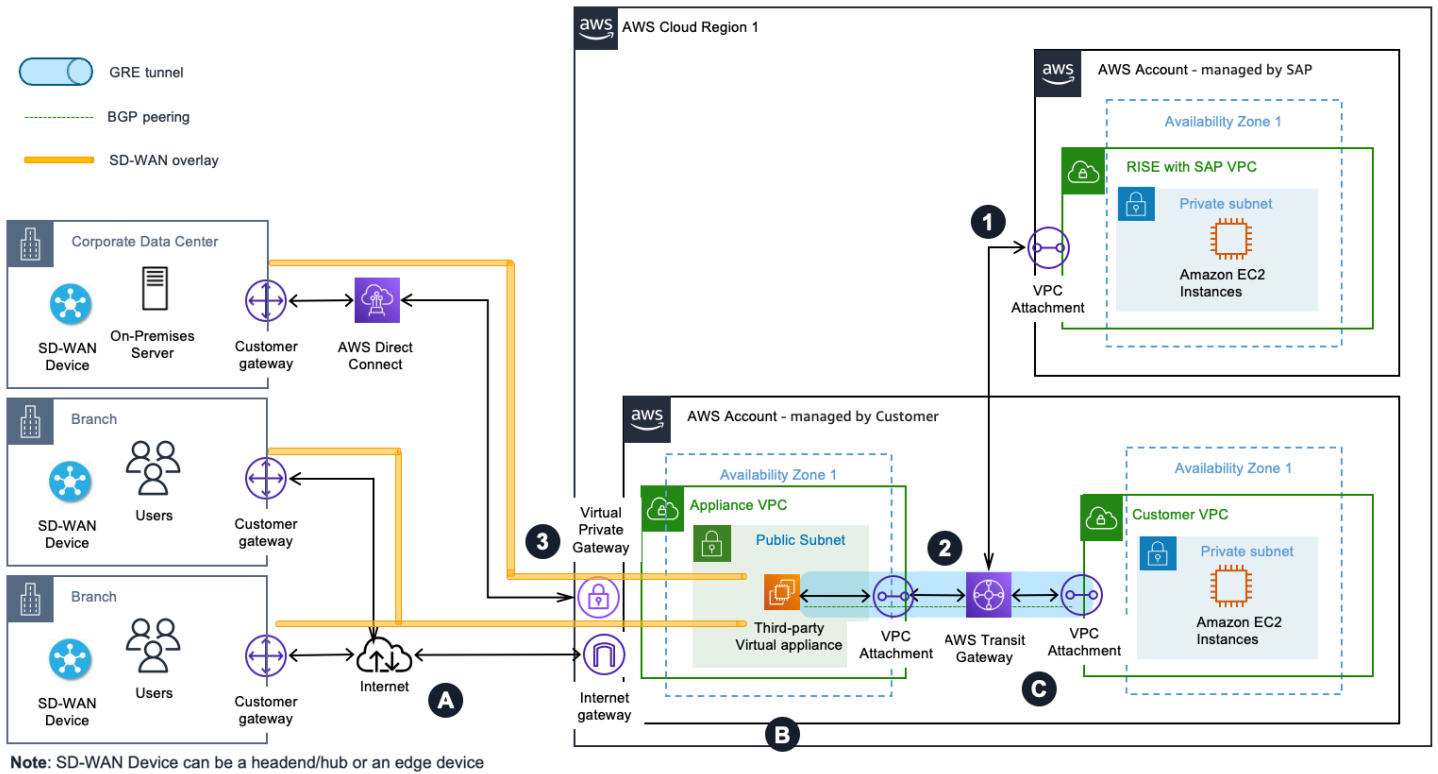 aws
AWS Cloud Region 1
GRE tunnel
BGP peering
SD-WAN overlay
aws
AWS Account - managed by SAP
Availability Zone 1
RISE with SAP VPC
Private subnet
Amazon EC2
Instances
1
VPC
Attachment
Corporate Data Center
SD-WAN
Device
On-Premises
Server
Customer
gateway
AWS Direct
Connect
Branch
SD-WAN
Device
Users
Customer
gateway
Branch
SD-WAN
Device
Users
Customer
gateway
Internet
A
aws
AWS Account - managed by Customer
3
Virtual
Private
Gateway
Internet
gateway
Availability Zone 1
Appliance VPC
Public Subnet
Third-party
Virtual appliance
VPC
Attachment
2
AWS Transit
Gateway
VPC
Attachment
C
B
Availability Zone 1
Customer VPC
Private subnet
Amazon EC2
Instances
Note: SD-WAN Device can be a headend/hub or an edge device